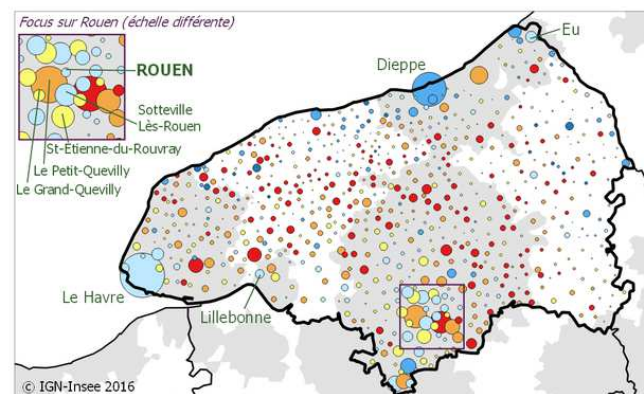 Focus sur Rouen (échelle différente)
Eu
Dieppe
ROUEN
Sotteville
Lès-Rouen
St-Étienne-du-Rouvray
Le Petit-Quevilly
Le Grand-Quevilly
Le Havre
Lillebonne
© IGN-Insee 2016